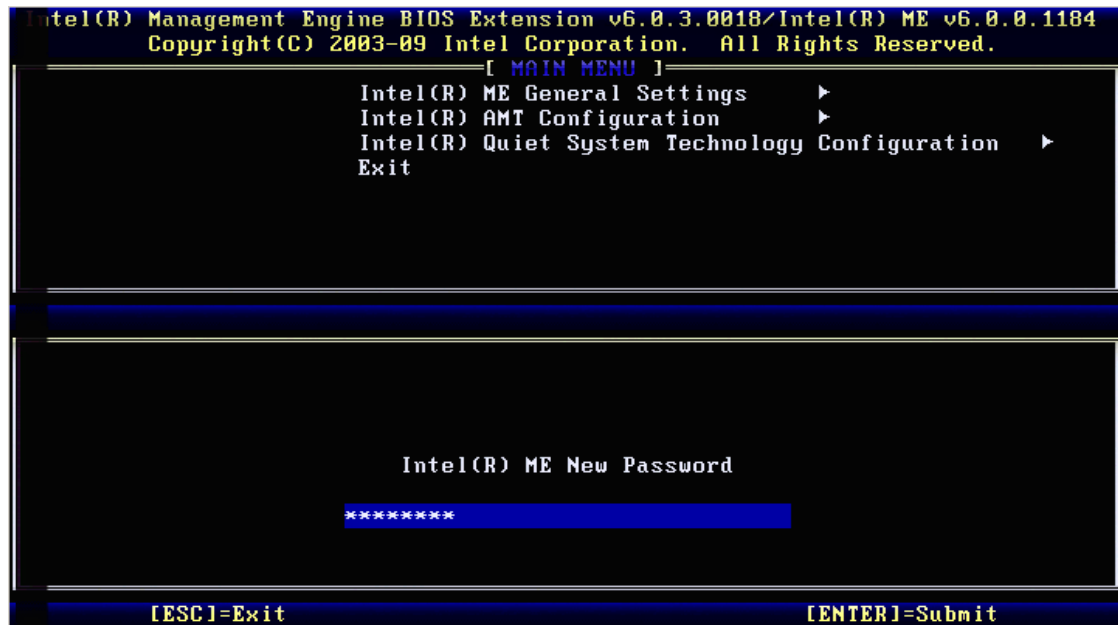 Intel(R) Management Engine BIOS Extension v6.0.3.0018/Intel(R) ME v6.0.0.1184
Copyright(C) 2003-09 Intel Corporation. All Rights Reserved.
[ MAIN MENU ]
Intel(R) ME General Settings ►
Intel(R) AMT Configuration ►
Intel(R) Quiet System Technology Configuration ►
Exit
Intel(R) ME New Password
********
[ESC]=Exit [ENTER]=Submit